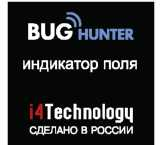 BUG HUNTER
индикатор поля
i4Technology
СДЕЛАНО В РОССИИ